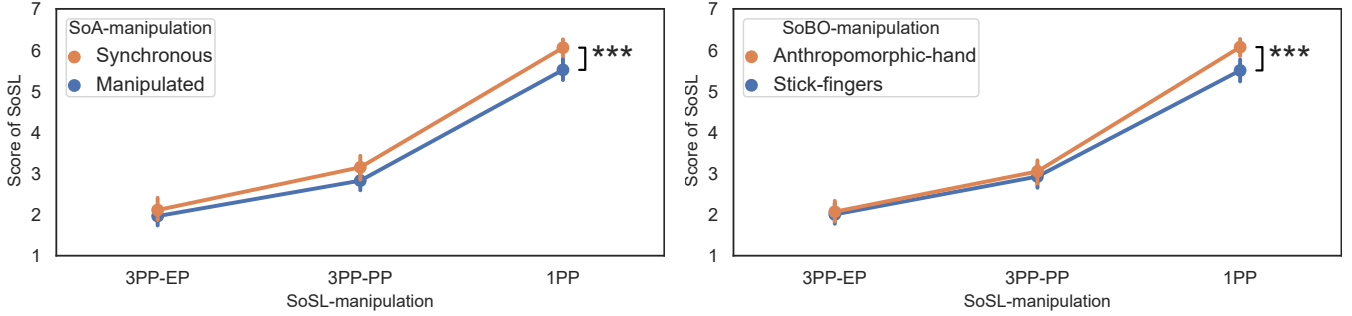 7
6
5
4
3
2
1
Score of SoSL
SoA-manipulation
Synchronous
Manipulated
***
3PP-EP 3PP-PP 1PP
SoSL-manipulation
7
6
5
4
3
2
1
Score of SoSL
SoBO-manipulation
Anthropomorphic-hand
Stick-fingers
***
3PP-EP 3PP-PP 1PP
SoSL-manipulation